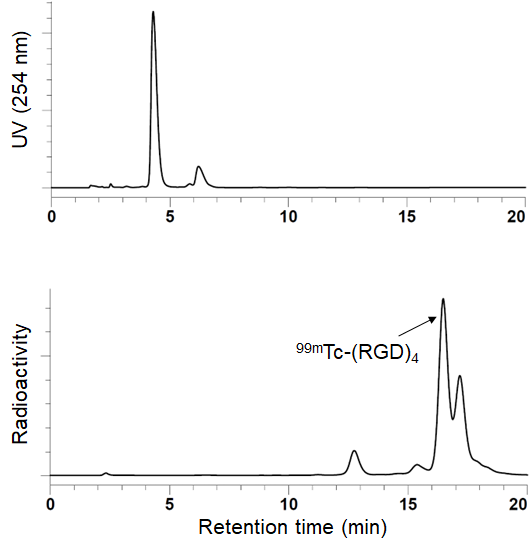 UV (254 nm)
0 5 10 15 20
Radioactivity
99mTc-(RGD)4
0 5 10 15 20
Retention time (min)